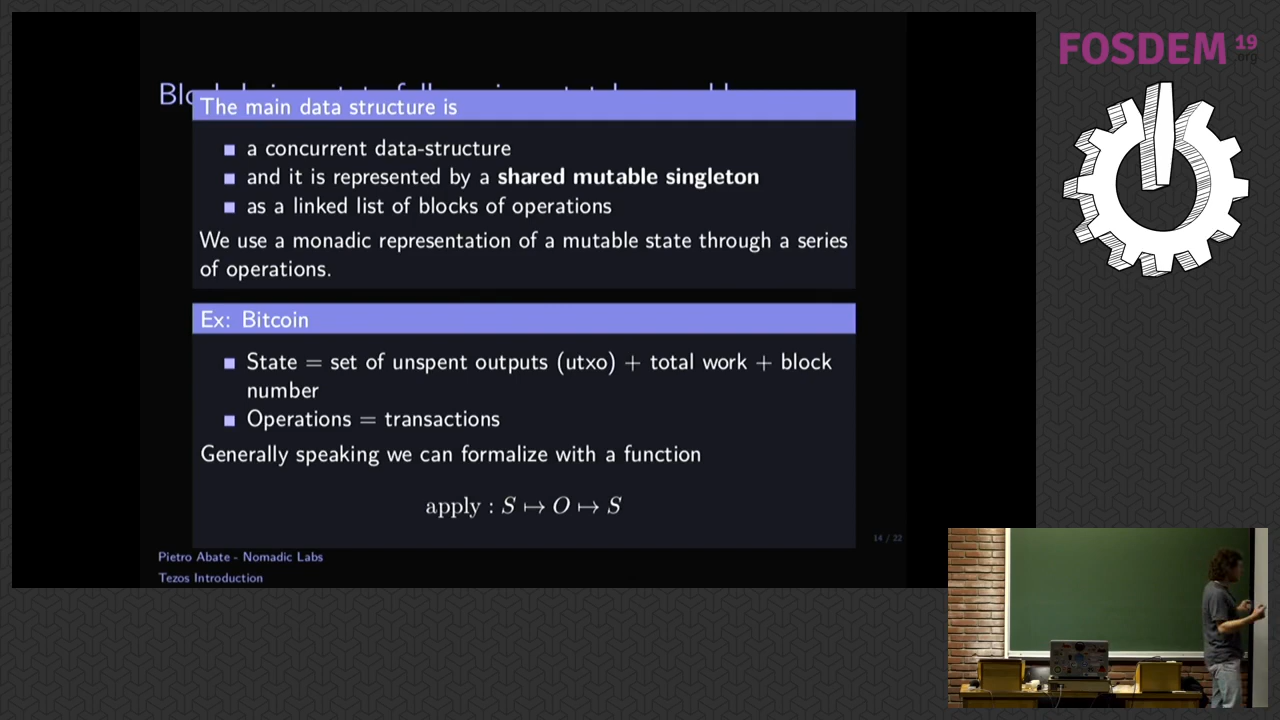 FOSDEM 19
.org
The main data structure is
a concurrent data-structure
and it is represented by a shared mutable singleton
as a linked list of blocks of operations
We use a monadic representation of a mutable state through a series
of operations.
Ex: Bitcoin
State = set of unspent outputs (utxo) + total work + block
number
Operations = transactions
Generally speaking we can formalize with a function
apply : S ↦ O ↦ S
14 / 22
Pietro Abate - Nomadic Labs
Tezos Introduction